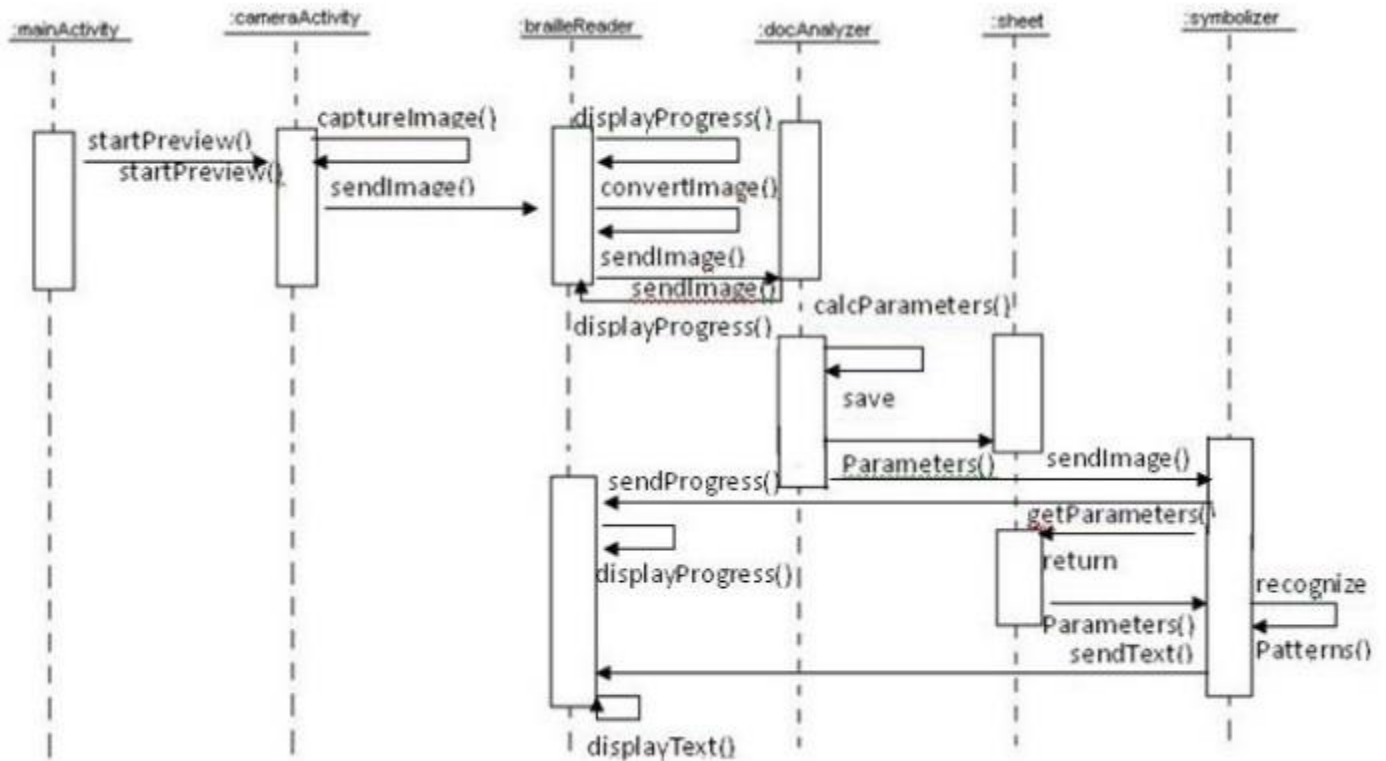 :mainActivity
:cameraActivity
:brailleReader
:docAnalyzer
:sheet
:symbolizer
captureImage()
displayProgress()
startPreview()
startPreview()
sendImage()
convertImage()
sendImage()
sendImage()
calcParameters()
displayProgress()
save
Parameters()
sendImage()
sendProgress()
getParameters(
return
displayProgress()
recognize
Parameters()
sendText()
Patterns()
displayText()